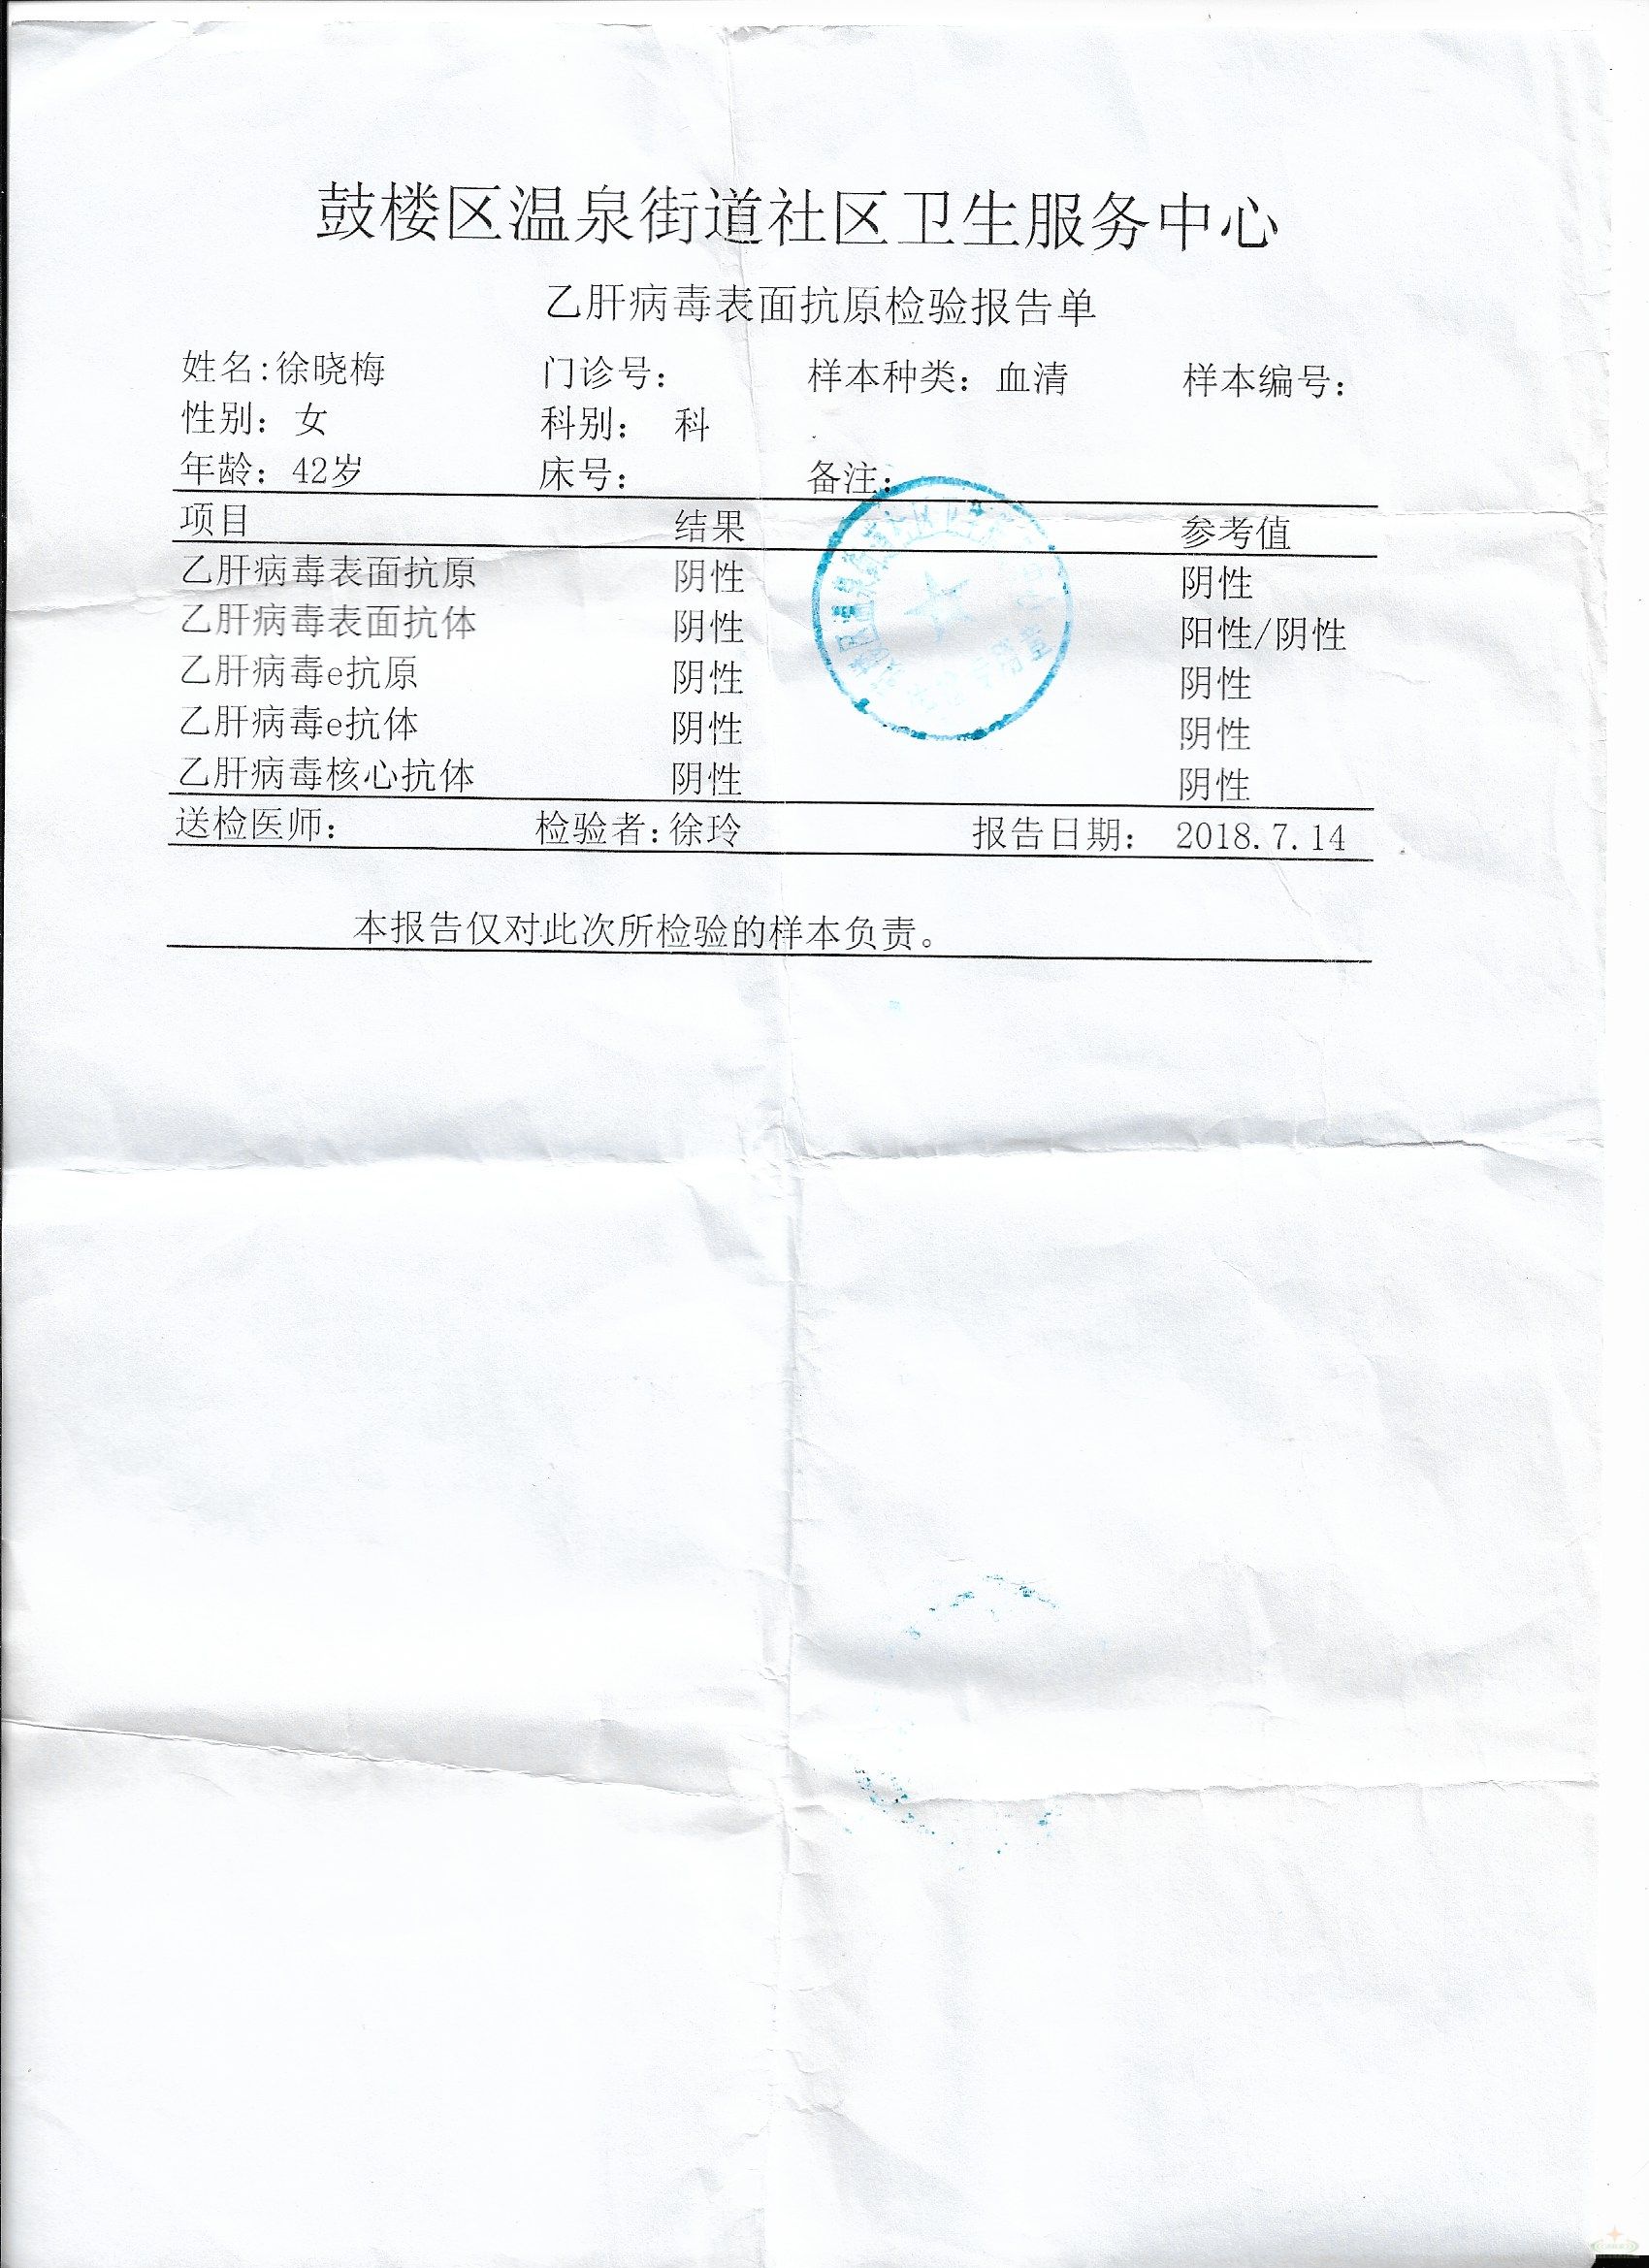 鼓楼区温泉街道社区卫生服务中心
乙肝病毒表面抗原检验报告单
姓名:徐晓梅 门诊号: 样本种类: 血清 样本编号:
性别: 女 科别: 科
年龄: 42岁 床号: 备注:
项目 结果 参考值
乙肝病毒表面抗原 阴性 阴性
乙肝病毒表面抗体 阴性 阳性/阴性
乙肝病毒e抗原 阴性 阴性
乙肝病毒e抗体 阴性 阴性
乙肝病毒核心抗体 阴性 阴性
送检医师: 检验者:徐玲 报告日期: 2018.7.14
本报告仅对此次所检验的样本负责。